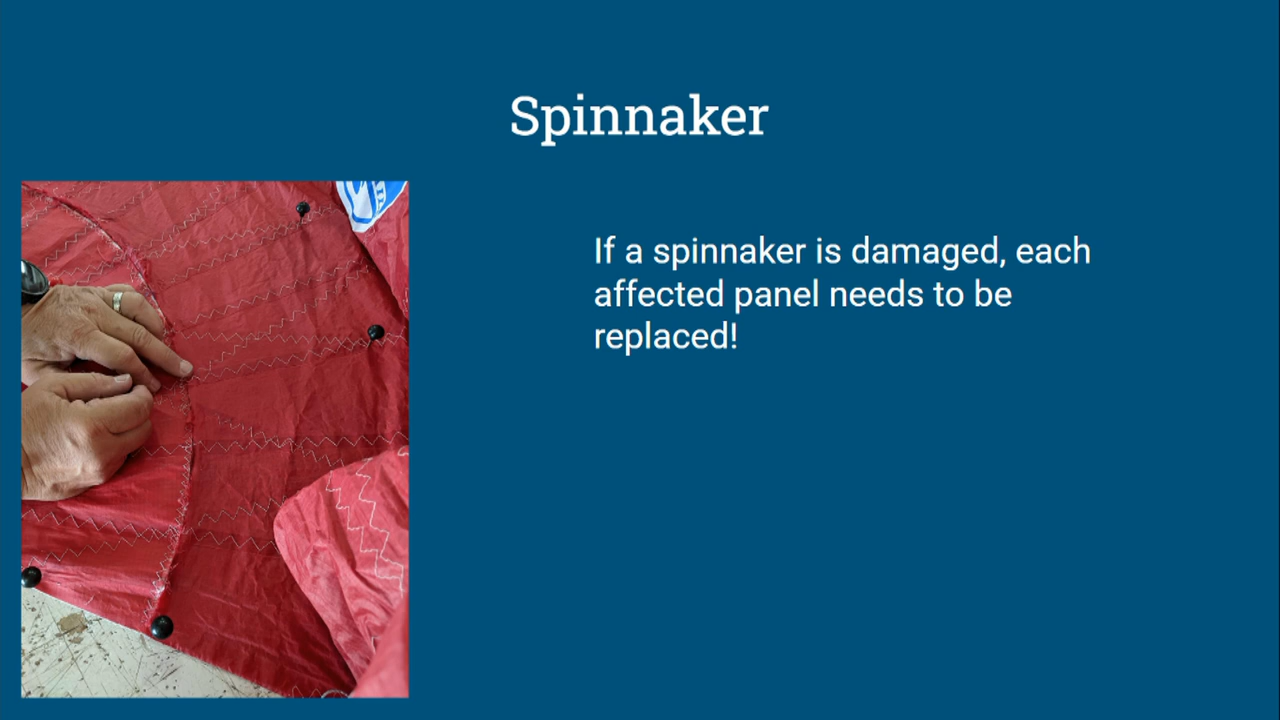 Spinnaker
If a spinnaker is damaged, each
affected panel needs to be
replaced!